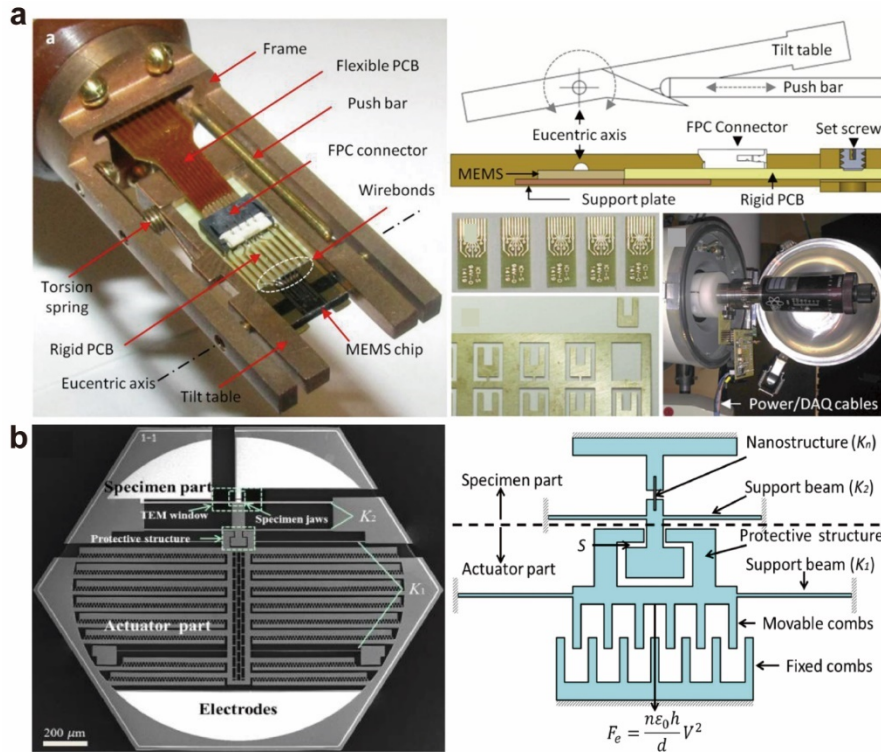 a
a
Frame
Flexible PCB
Push bar
FPC connector
Wirebonds
Torsion
spring
Rigid PCB
Eucentric axis
Tilt table
MEMS chip
Tilt table
Push bar
Eucentric axis
FPC Connector
Set screw
MEMS
Support plate
Rigid PCB
Power/DAQ cables
b
1-1
Specimen part
TEM window
Specimen jaws
K₂
Protective structure
K₁
Actuator part
Electrodes
200 μm
Nanostructure (Kₙ)
Specimen part
Support beam (K₂)
S
Protective structure
Actuator part
Support beam (K₁)
Movable combs
Fixed combs
Fₑ = nε₀h/d V²